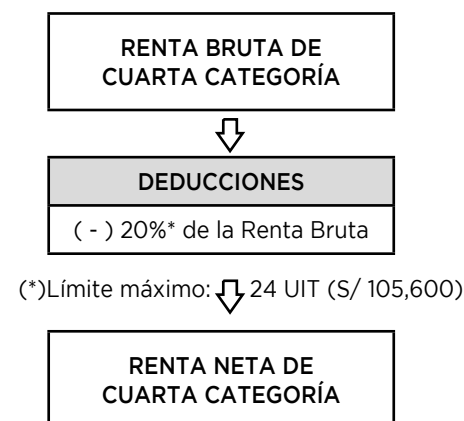 RENTA BRUTA DE
CUARTA CATEGORÍA
DEDUCCIONES
( - ) 20%* de la Renta Bruta
(*)Límite máximo: 24 UIT (S/ 105,600)
RENTA NETA DE
CUARTA CATEGORÍA